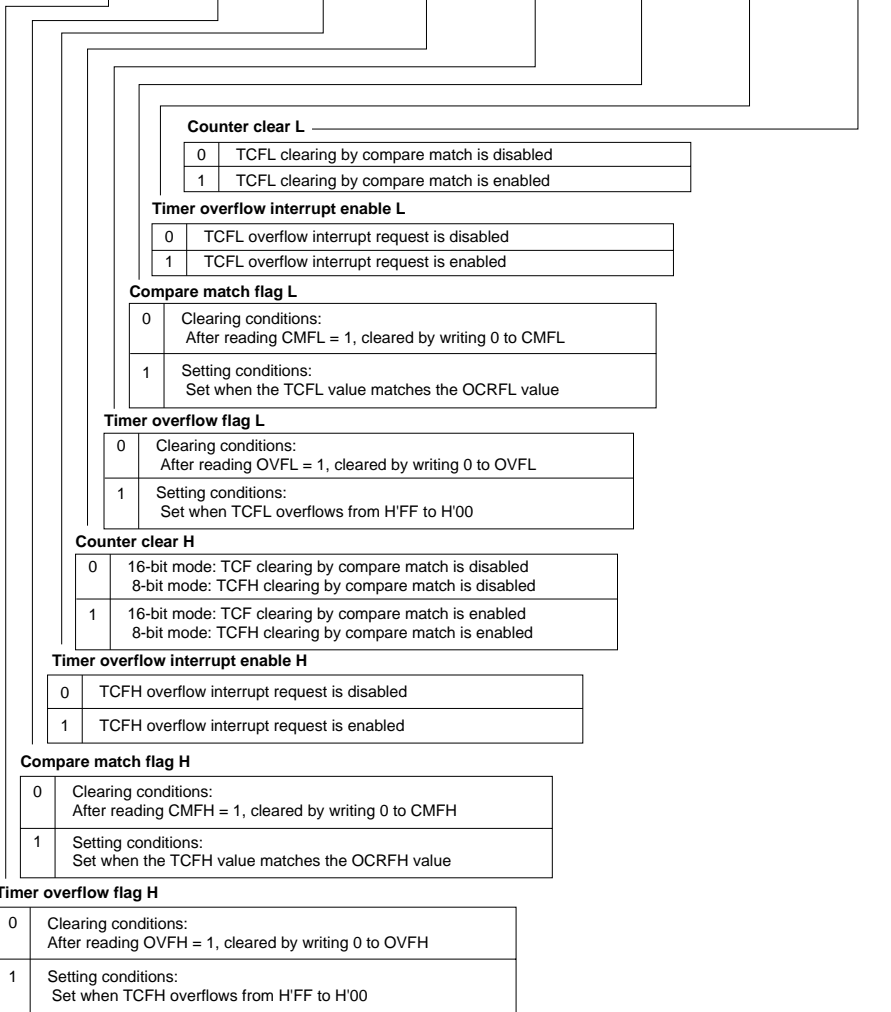 Counter clear L
0 TCFL clearing by compare match is disabled
1 TCFL clearing by compare match is enabled
Timer overflow interrupt enable L
0 TCFL overflow interrupt request is disabled
1 TCFL overflow interrupt request is enabled
Compare match flag L
0 Clearing conditions:
After reading CMFL = 1, cleared by writing 0 to CMFL
1 Setting conditions:
Set when the TCFL value matches the OCRFL value
Timer overflow flag L
0 Clearing conditions:
After reading OVFL = 1, cleared by writing 0 to OVFL
1 Setting conditions:
Set when TCFL overflows from H'FF to H'00
Counter clear H
0 16-bit mode: TCF clearing by compare match is disabled
8-bit mode: TCFH clearing by compare match is disabled
1 16-bit mode: TCF clearing by compare match is enabled
8-bit mode: TCFH clearing by compare match is enabled
Timer overflow interrupt enable H
0 TCFH overflow interrupt request is disabled
1 TCFH overflow interrupt request is enabled
Compare match flag H
0 Clearing conditions:
After reading CMFH = 1, cleared by writing 0 to CMFH
1 Setting conditions:
Set when the TCFH value matches the OCRFH value
Timer overflow flag H
0 Clearing conditions:
After reading OVFH = 1, cleared by writing 0 to OVFH
1 Setting conditions:
Set when TCFH overflows from H'FF to H'00